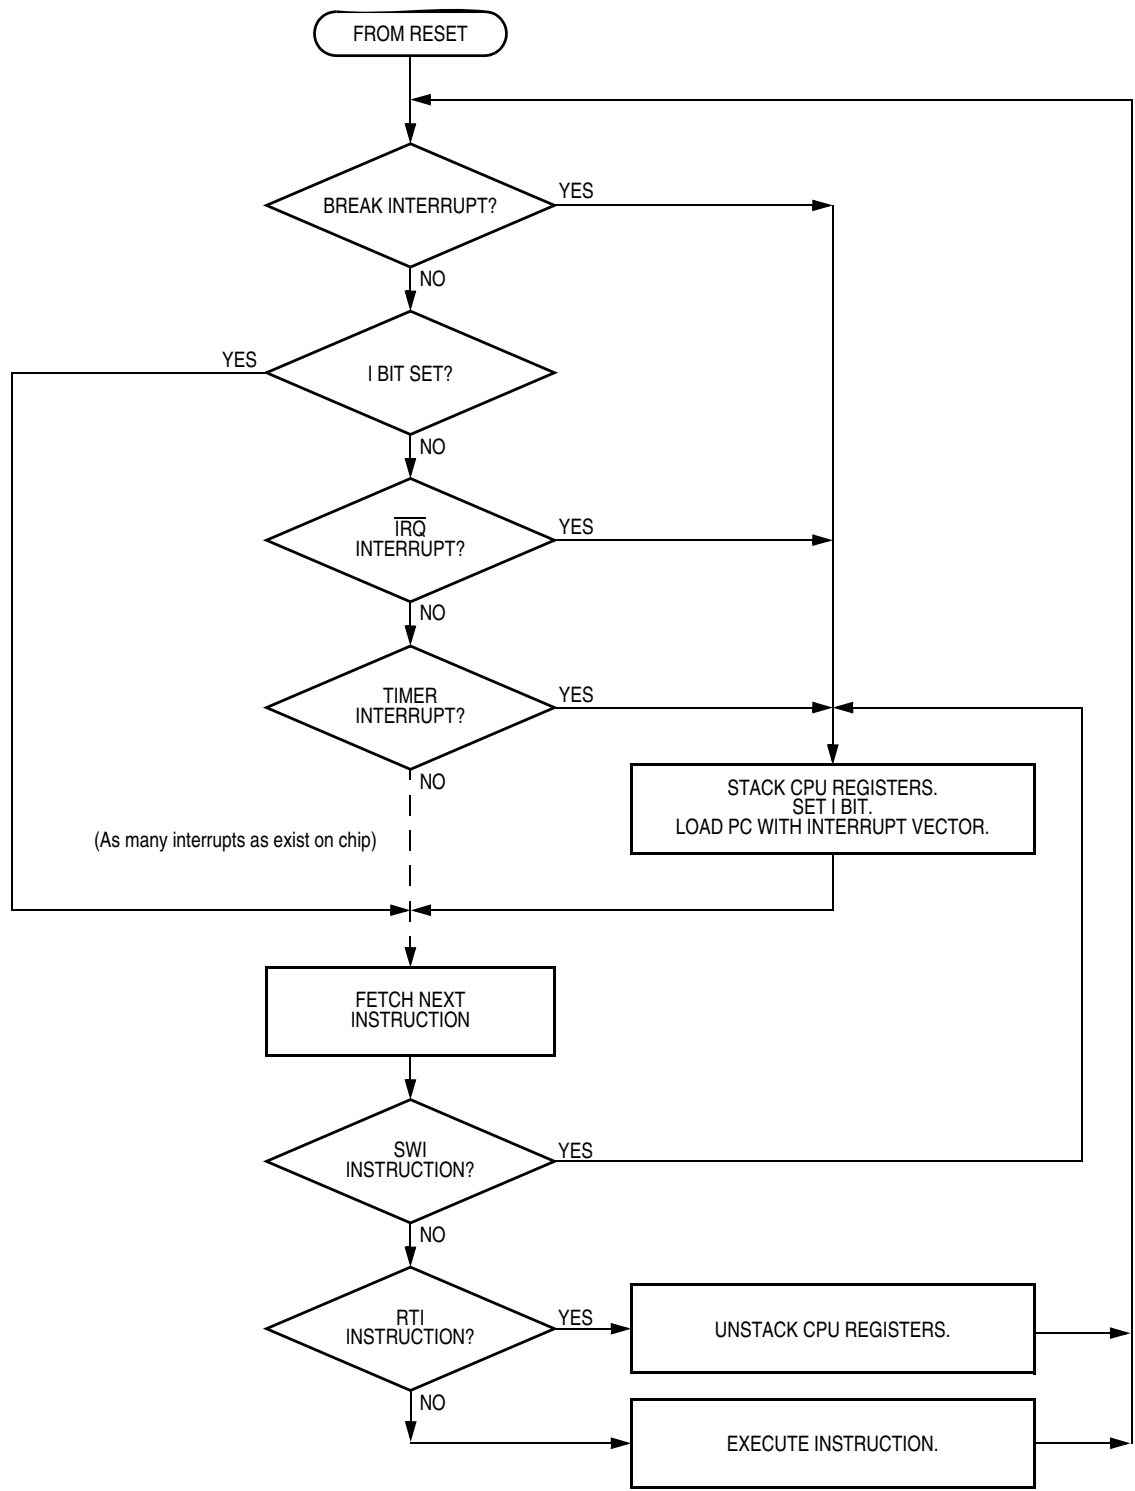 FROM RESET
BREAK INTERRUPT?
YES
NO
YES
I BIT SET?
NO
IRQ
INTERRUPT?
YES
NO
TIMER
INTERRUPT?
YES
NO
STACK CPU REGISTERS.
SET I BIT.
LOAD PC WITH INTERRUPT VECTOR.
(As many interrupts as exist on chip)
FETCH NEXT
INSTRUCTION
SWI
INSTRUCTION?
YES
NO
RTI
INSTRUCTION?
YES
UNSTACK CPU REGISTERS.
NO
EXECUTE INSTRUCTION.